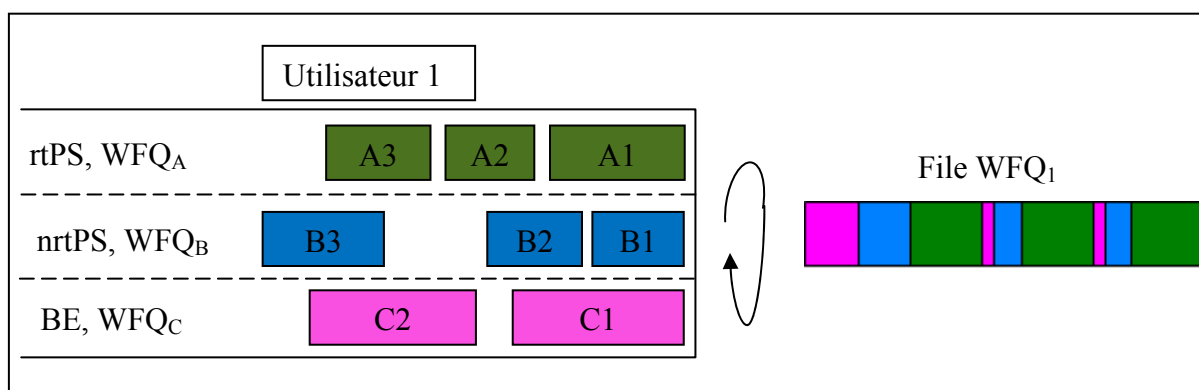 Utilisateur 1
rtPS, WFQA
A3 A2 A1
nrtPS, WFQB
B3 B2 B1
BE, WFQC
C2 C1
File WFQ1